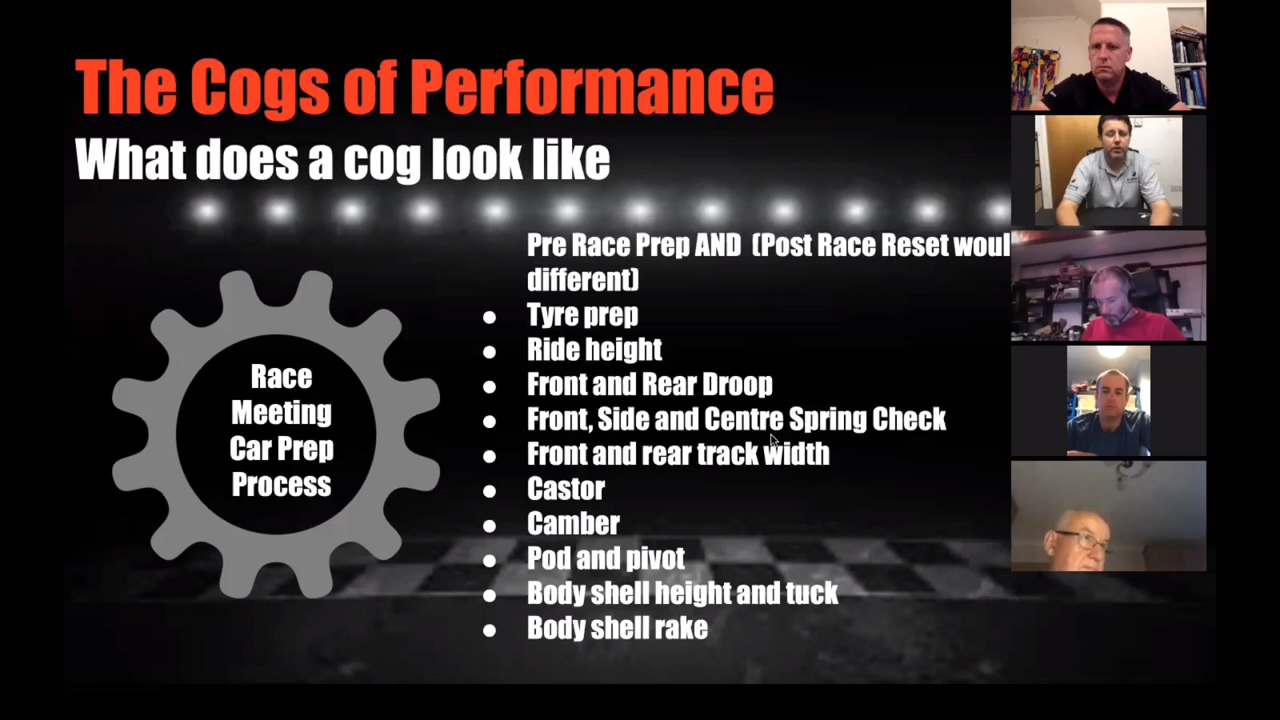 The Cogs of Performance
What does a cog look like
Race
Meeting
Car Prep
Process
Pre Race Prep AND (Post Race Reset
different)
● Tyre prep
● Ride height
● Front and Rear Droop
● Front, Side and Centre Spring Check
● Front and rear track width
● Castor
● Camber
● Pod and pivot
● Body shell height and tuck
● Body shell rake